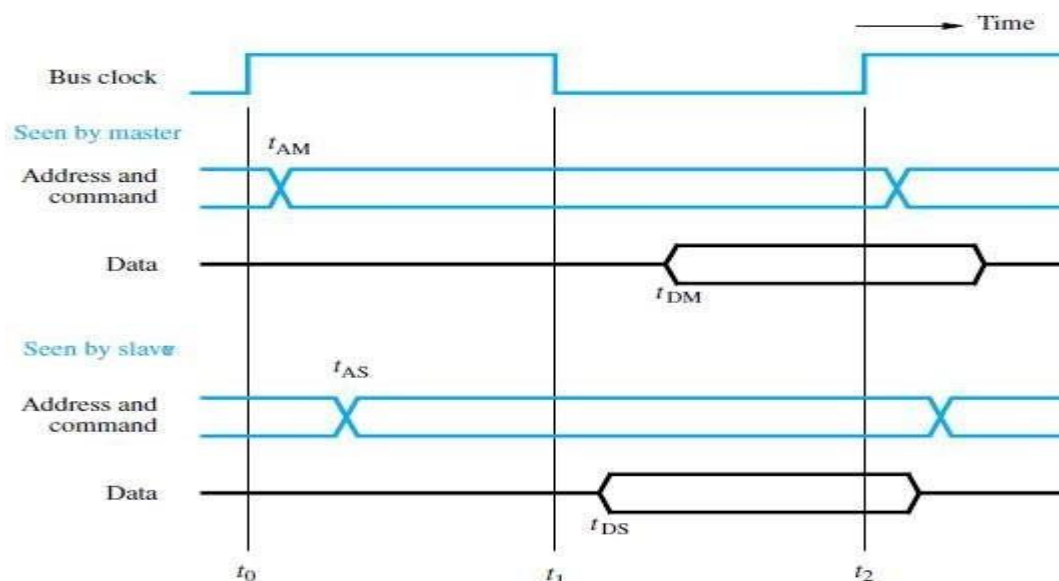 Time
Bus clock
Seen by master
tAM
Address and
command
Data
tDM
Seen by slave
tAS
Address and
command
Data
tDS
t0
t1
t2